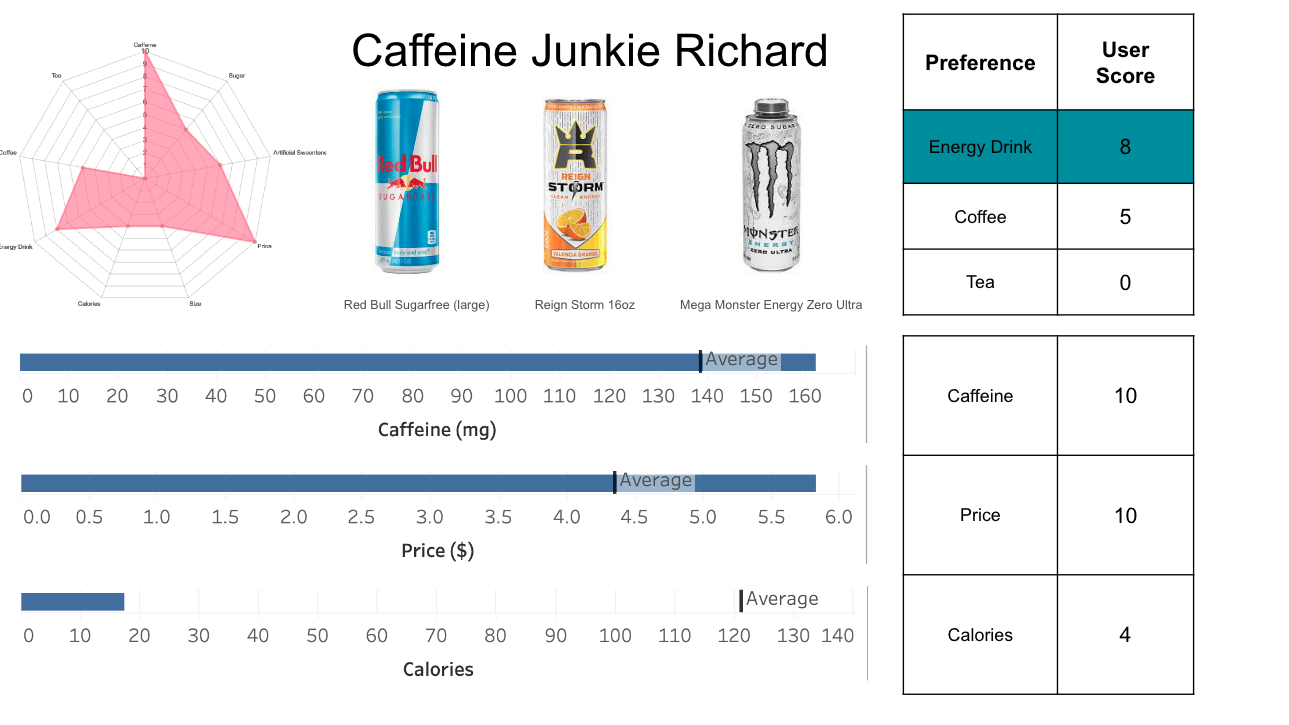 Caffeine Junkie Richard
Caffeine
10
9
8
7
6
5
4
3
2
Tea
Sugar
Coffee
Energy Drink
Price
Calories
Size
Red Bull
SUGARFREE
REIGN
STORM
CLEAN ENERGY
VALENCIA ORANGE
ZERO SUGAR
MONSTER
ENERGY
ZERO ULTRA
Red Bull Sugarfree (large)
Reign Storm 16oz
Mega Monster Energy Zero Ultra
Average
0 10 20 30 40 50 60 70 80 90 100 110 120 130 140 150 160
Caffeine (mg)
Average
0.0 0.5 1.0 1.5 2.0 2.5 3.0 3.5 4.0 4.5 5.0 5.5 6.0
Price ($)
Average
0 10 20 30 40 50 60 70 80 90 100 110 120 130 140
Calories
Preference User Score
Energy Drink 8
Coffee 5
Tea 0
Caffeine 10
Price 10
Calories 4